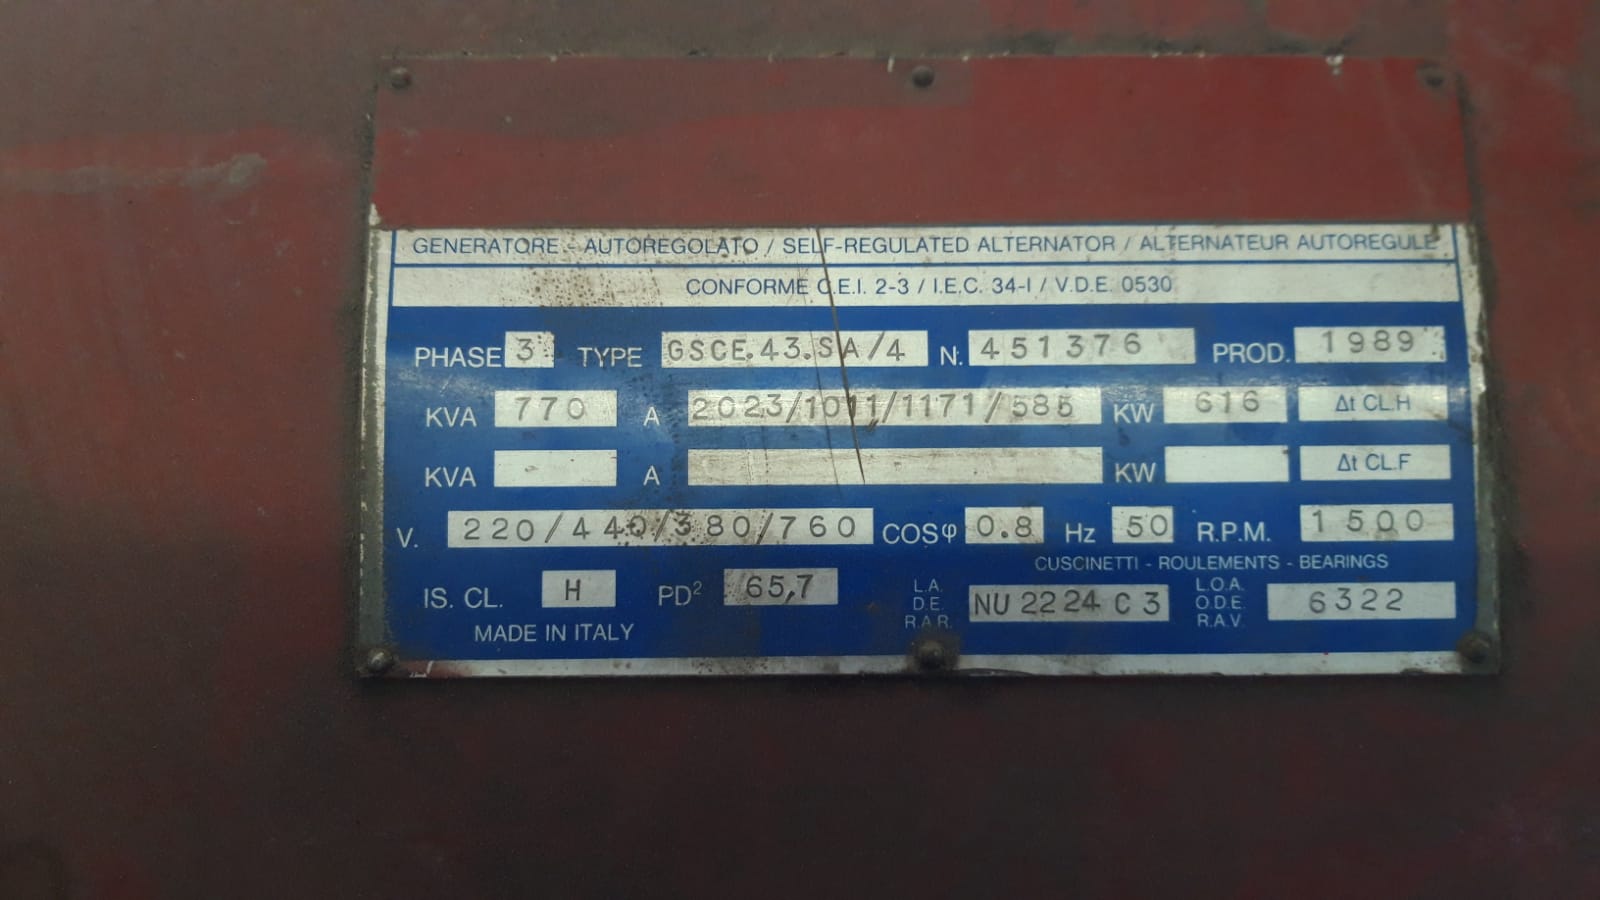 GENERATORE - AUTOREGOLATO / SELF-REGULATED ALTERNATOR / ALTERNATEUR AUTOREGULE
CONFORME C.E.I. 2-3 / I.E.C. 34-I / V.D.E. 0530
PHASE 3 TYPE GSCE.43.SA/4 N. 451376 PROD. 1989
KVA 770 A 2023/1011/1171/585 KW 616 Δt CL.H
KVA A KW Δt CL.F
V. 220/440/380/760 COSφ 0.8 Hz 50 R.P.M. 1500
CUSCINETTI - ROULEMENTS - BEARINGS
IS. CL. H PD² 65,7 L.A. D.E. R.A.R. NU 2224 C3 L.O.A. O.D.E. R.A.V. 6322
MADE IN ITALY